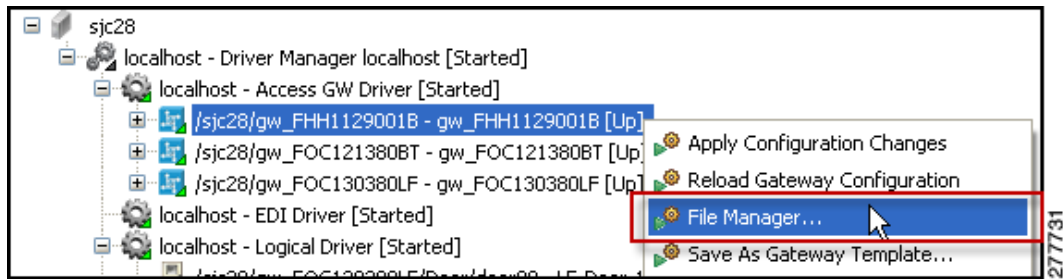 sjc28
localhost - Driver Manager localhost [Started]
localhost - Access GW Driver [Started]
/sjc28/gw_FHH1129001B - gw_FHH1129001B [Up]
/sjc28/gw_FOC121380BT - gw_FOC121380BT [Up]
/sjc28/gw_FOC130380LF - gw_FOC130380LF [Up]
localhost - EDI Driver [Started]
localhost - Logical Driver [Started]
Apply Configuration Changes
Reload Gateway Configuration
File Manager...
Save As Gateway Template...
277731